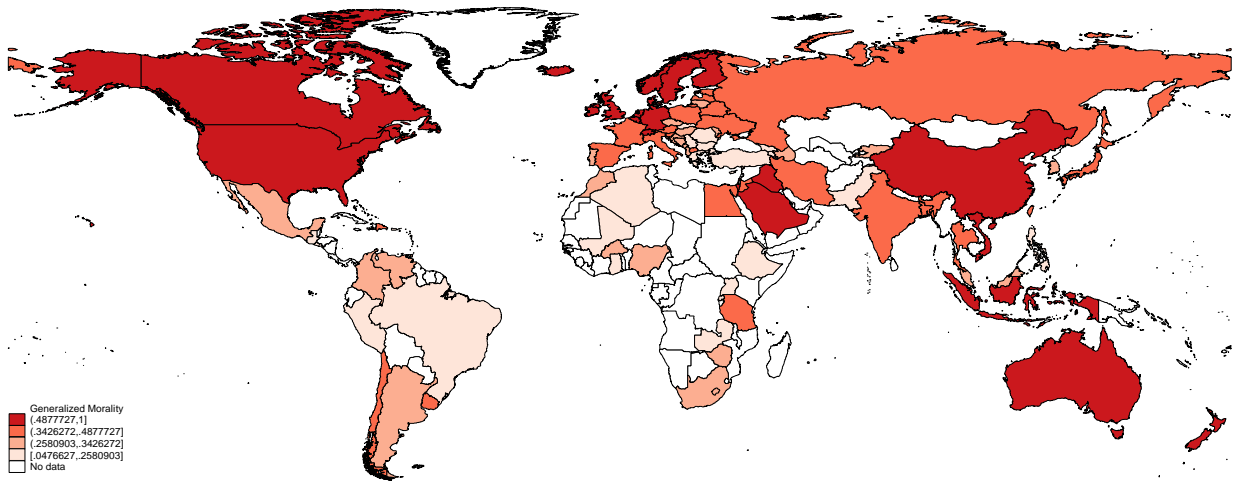 Generalized Morality
(.4877727,1]
(.3426272,.4877727]
(.2580903,.3426272]
[.0476627,.2580903]
No data